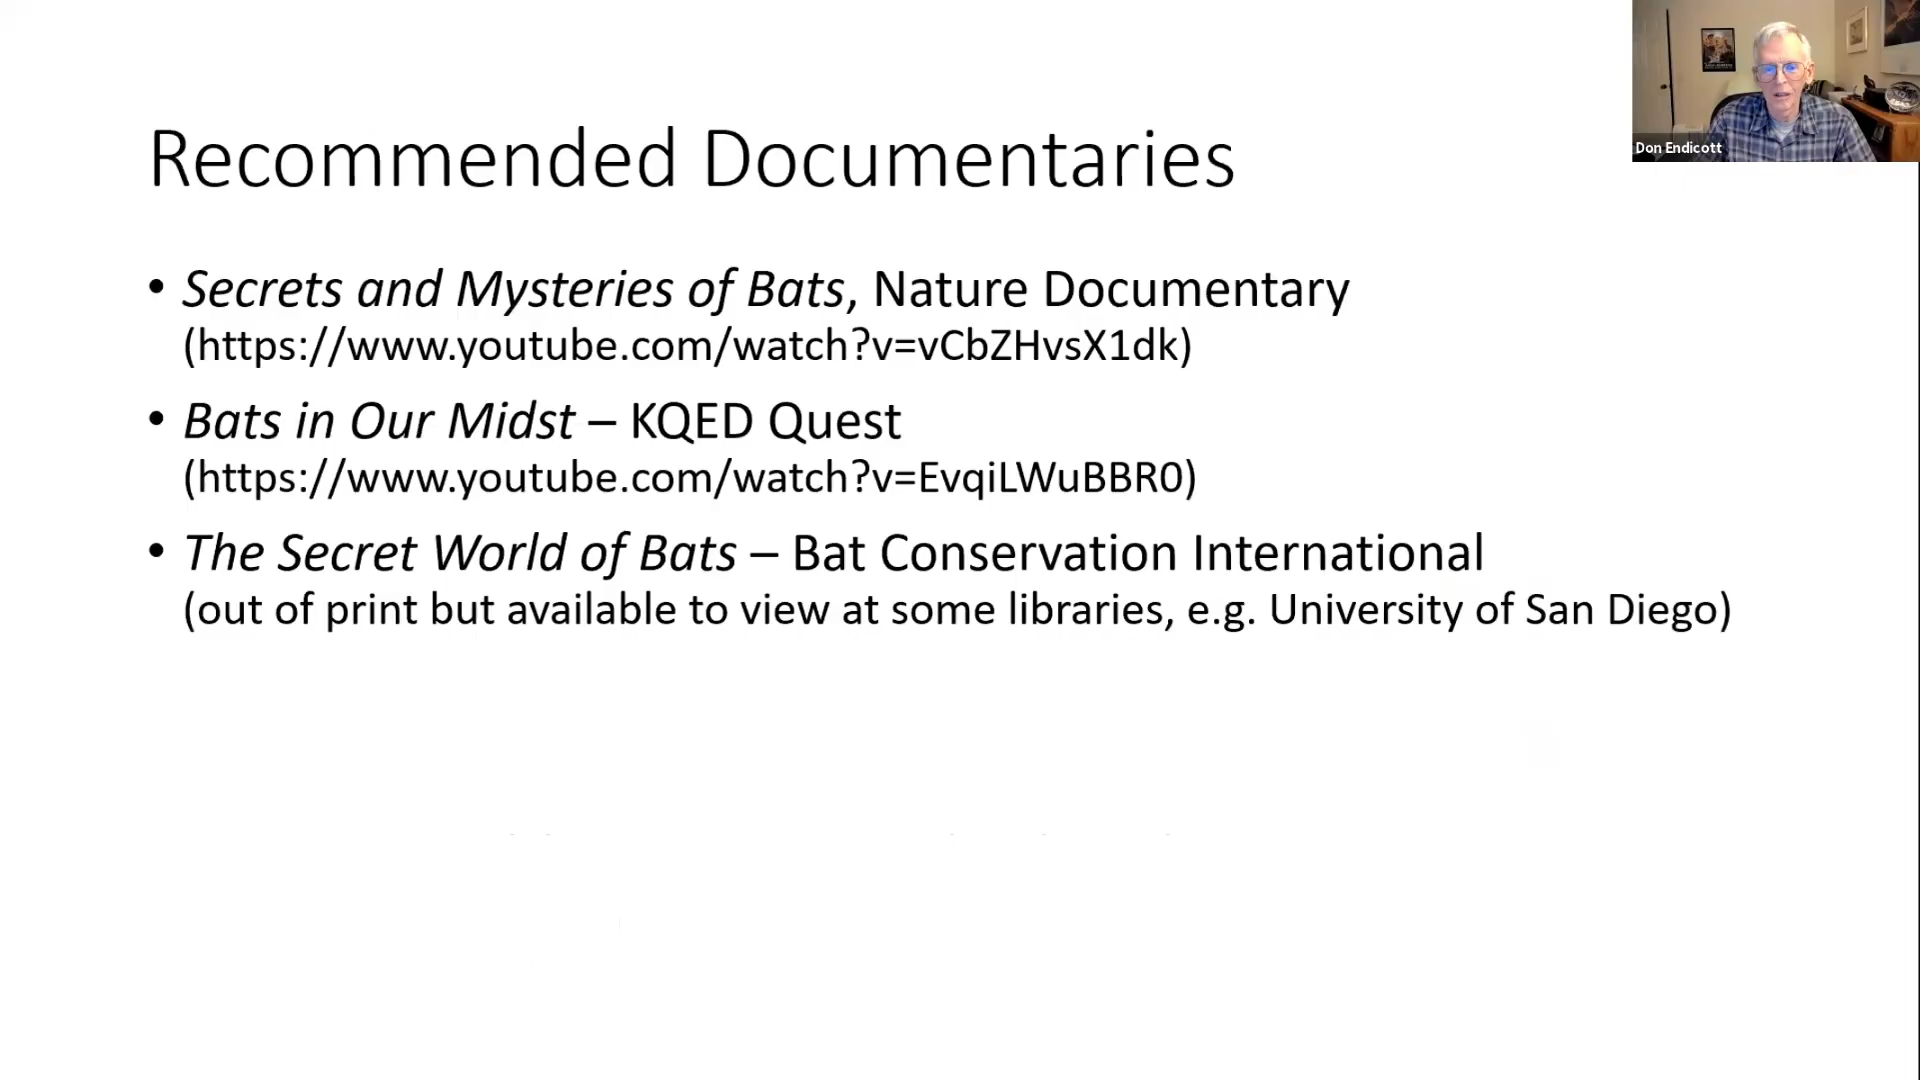 Recommended Documentaries
• Secrets and Mysteries of Bats, Nature Documentary
(https://www.youtube.com/watch?v=vCbZHvsX1dk)
• Bats in Our Midst – KQED Quest
(https://www.youtube.com/watch?v=EvqiLWuBBR0)
• The Secret World of Bats – Bat Conservation International
(out of print but available to view at some libraries, e.g. University of San Diego)
Don Endicott